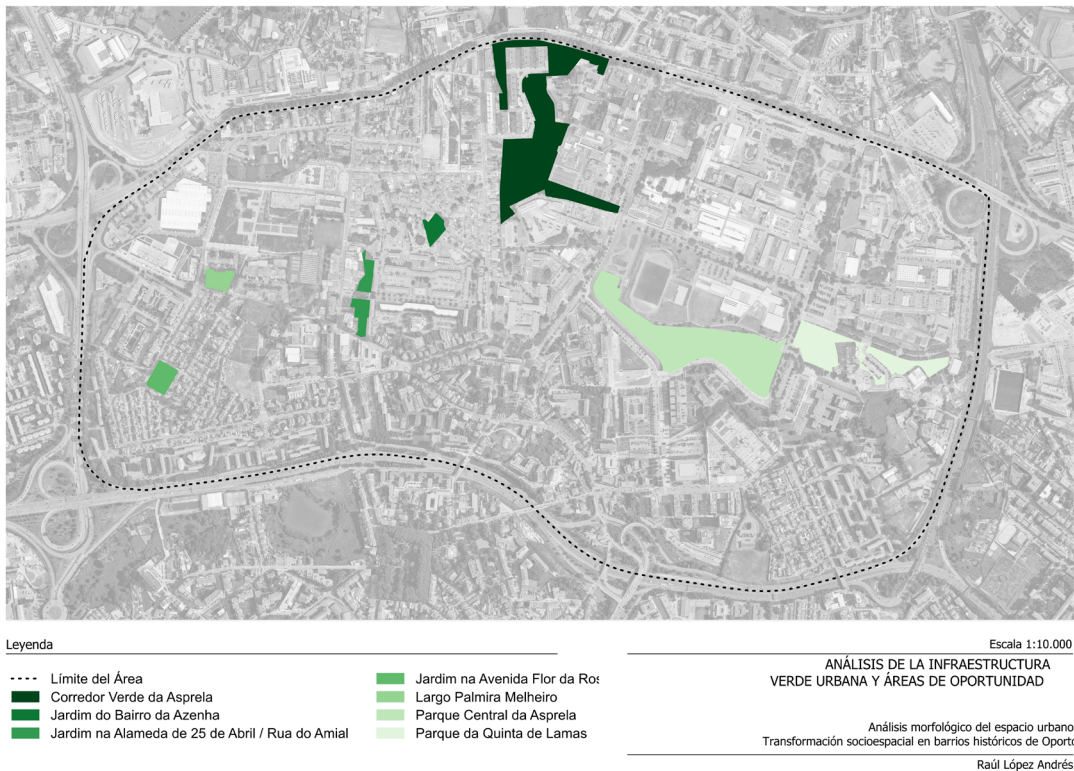 Leyenda
Límite del Área
Corredor Verde da Asprela
Jardim do Bairro da Azenha
Jardim na Alameda de 25 de Abril / Rua do Amial
Jardim na Avenida Flor da Ros
Largo Palmira Melheiro
Parque Central da Asprela
Parque da Quinta de Lamas
Escala 1:10.000
ANÁLISIS DE LA INFRAESTRUCTURA
VERDE URBANA Y ÁREAS DE OPORTUNIDAD
Análisis morfológico del espacio urbano
Transformación socioespacial en barrios históricos de Oporto
Raúl López Andrés